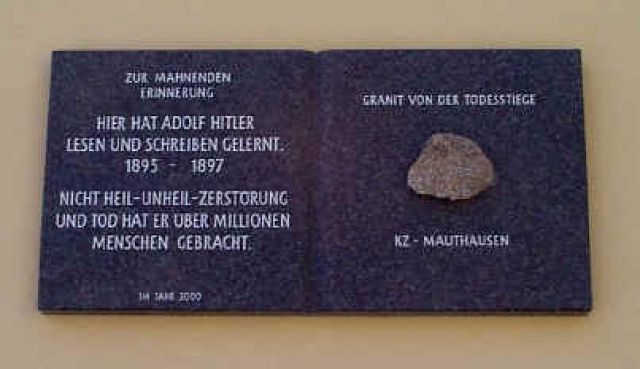 ZUR MAHNENDEN
ERINNERUNG
HIER HAT ADOLF HITLER
LESEN UND SCHREIBEN GELERNT.
1895 - 1897
NICHT HEIL-UNHEIL-ZERSTÖRUNG
UND TOD HAT ER ÜBER MILLIONEN
MENSCHEN GEBRACHT.
IM JAHR 2000
GRANIT VON DER TODESSTIEGE
KZ - MAUTHAUSEN